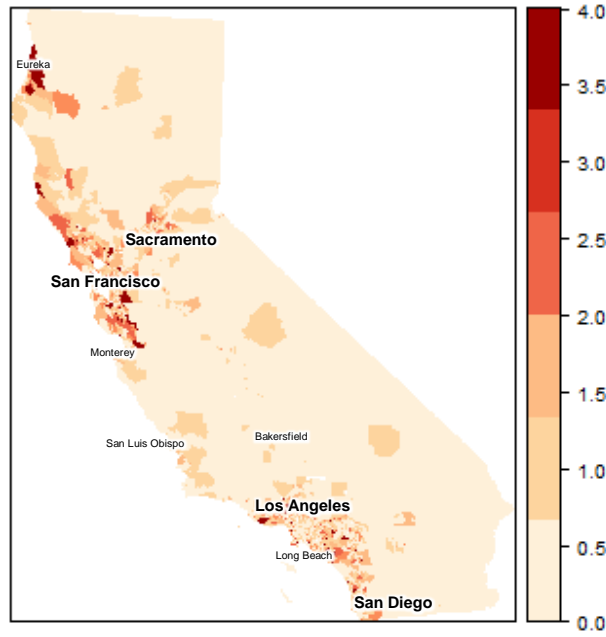 4.0
Eureka
3.5
3.0
2.5
Sacramento
San Francisco
2.0
Monterey
1.5
San Luis Obispo
Bakersfield
1.0
Los Angeles
0.5
Long Beach
San Diego
0.0